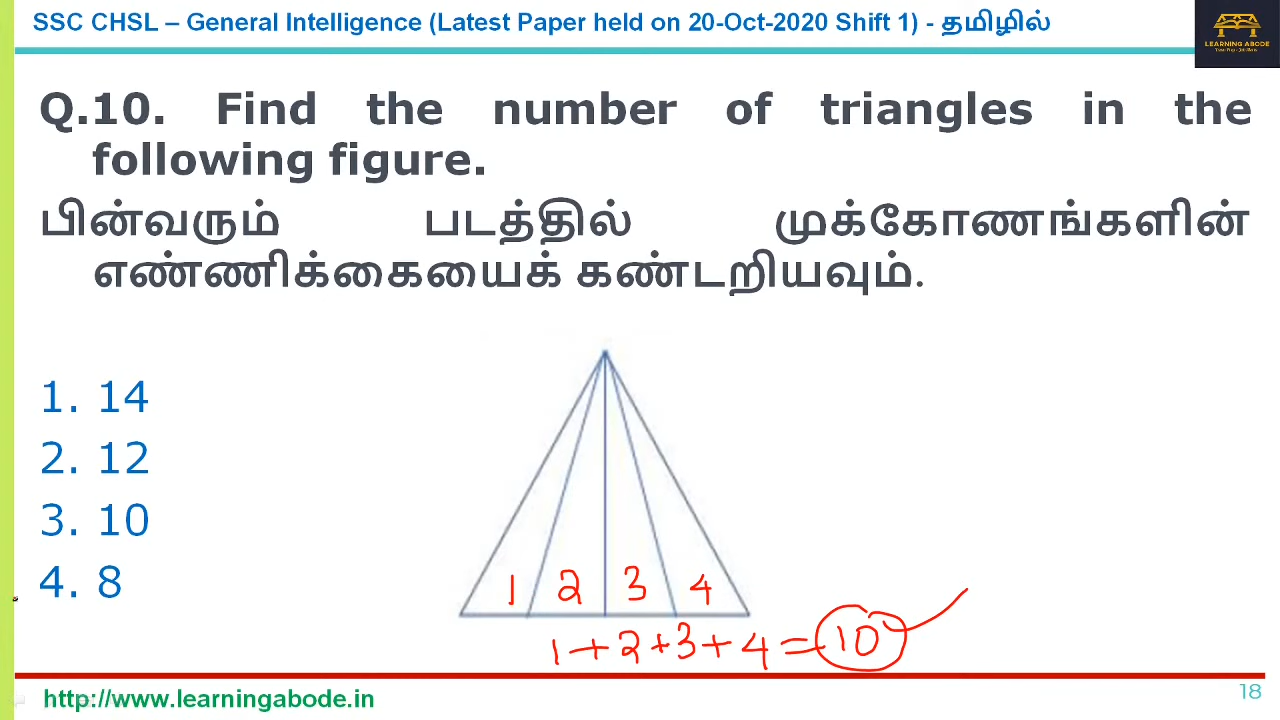 SSC CHSL – General Intelligence (Latest Paper held on 20-Oct-2020 Shift 1) - தமிழில்
LEARNING ABODE
Q.10. Find the number of triangles in the
following figure.
பின்வரும் படத்தில் முக்கோணங்களின்
எண்ணிக்கையைக் கண்டறியவும்.
1. 14
2. 12
3. 10
4. 8
1 2 3 4
1+2+3+4=10
http://www.learningabode.in
18